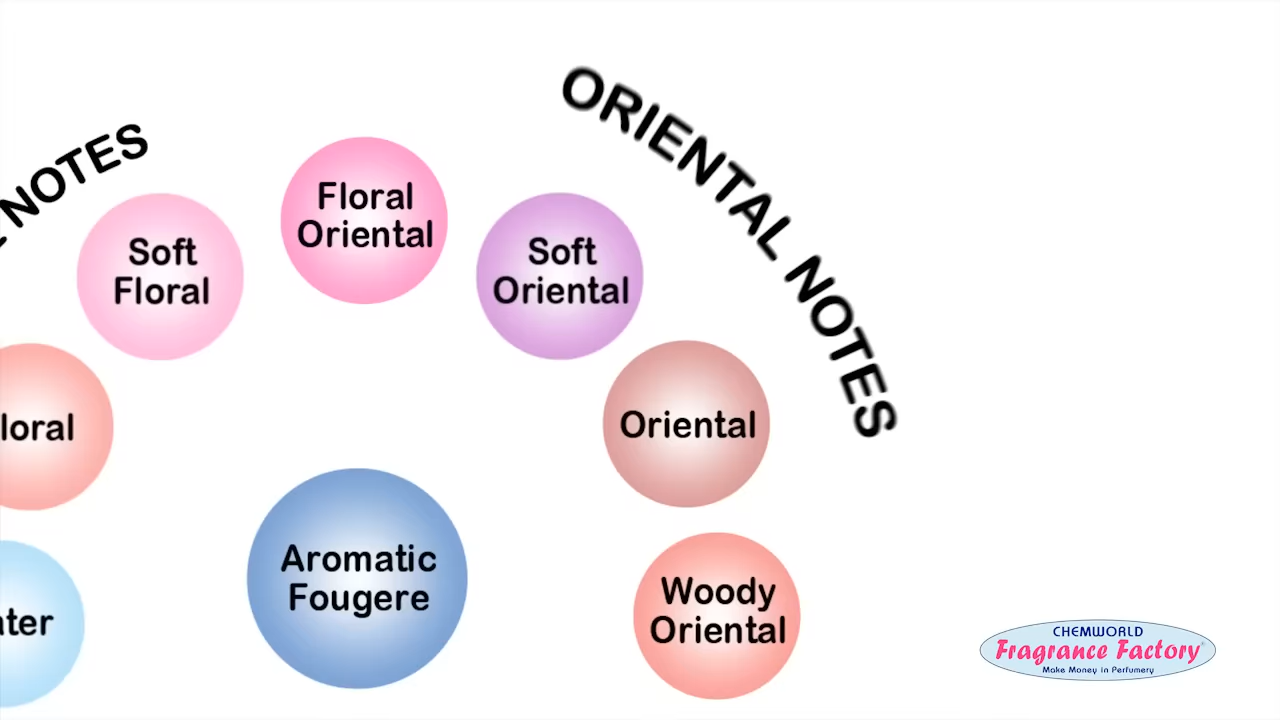 NOTES
ORIENTAL NOTES
Floral
Oriental
Soft
Floral
Soft
Oriental
Oriental
Aromatic
Fougere
Woody
Oriental
CHEMWORLD
Fragrance Factory
Make Money in Perfumery